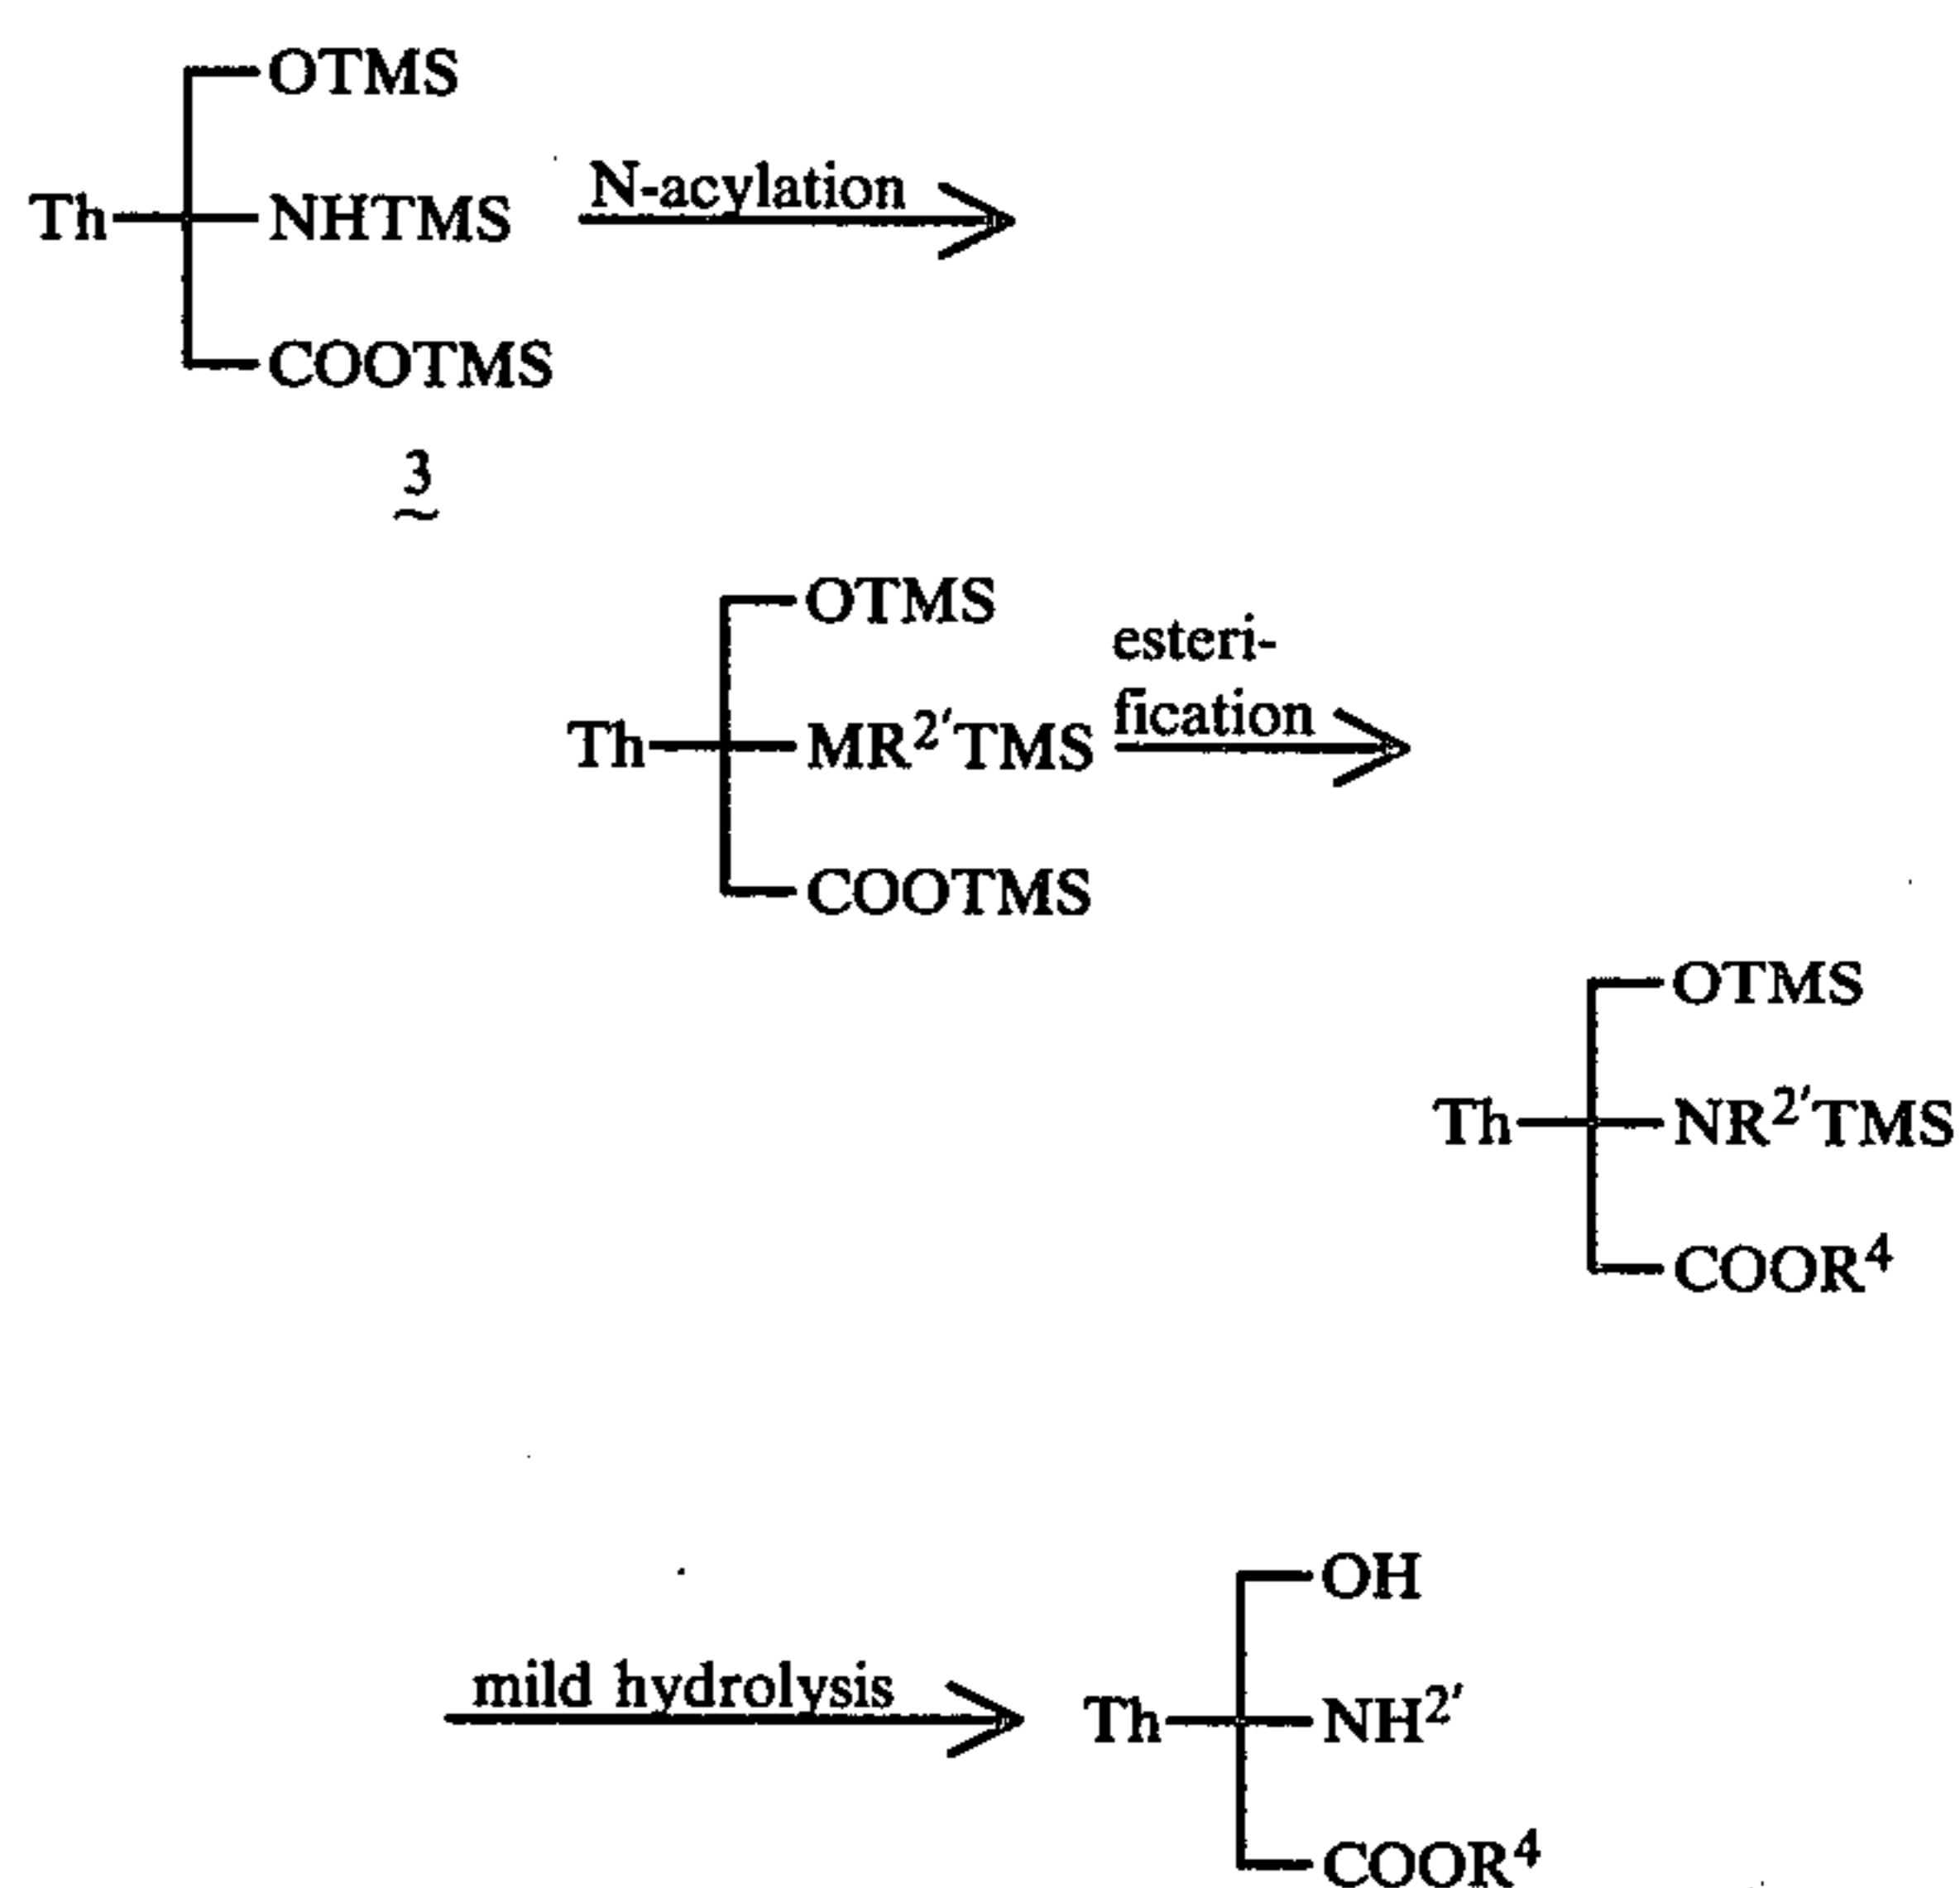 OTMS
Th NHTMS N-acylation
COOTMS
3
OTMS
esteri-
fication
Th MR2'TMS
COOTMS
OTMS
Th NR2'TMS
COOR4
OH
mild hydrolysis
Th NH2'
COOR4